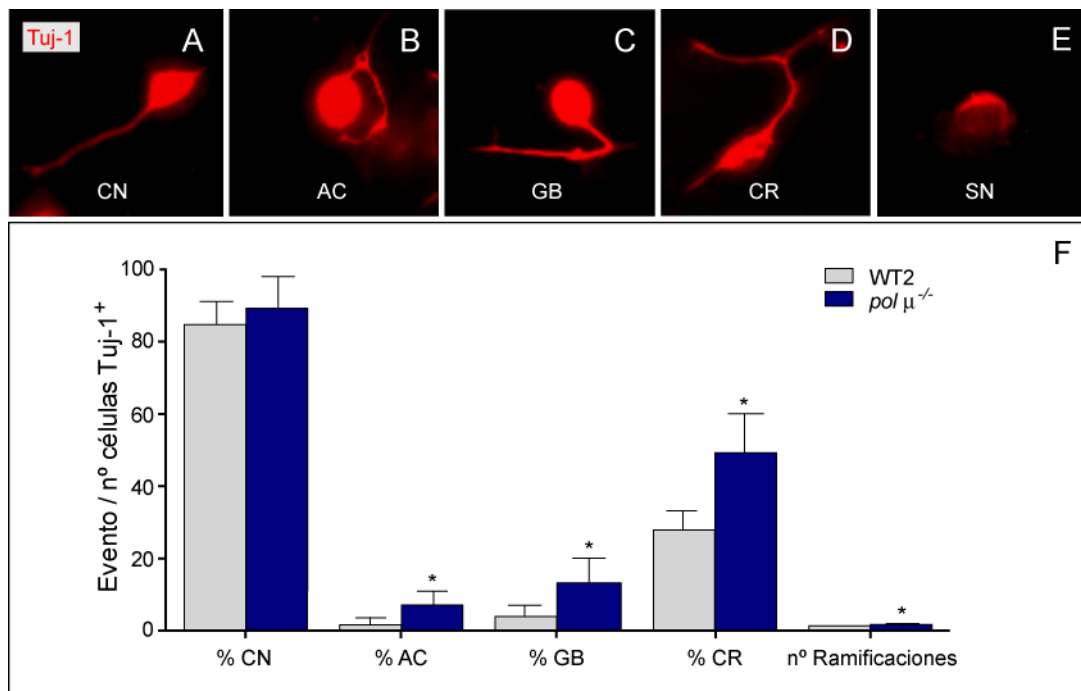 Tuj-1
A
B
C
D
E
CN
AC
GB
CR
SN
F
WT2
pol μ-/-
Evento / nº células Tuj-1+
100
80
60
40
20
0
*
*
*
*
% CN
% AC
% GB
% CR
nº Ramificaciones